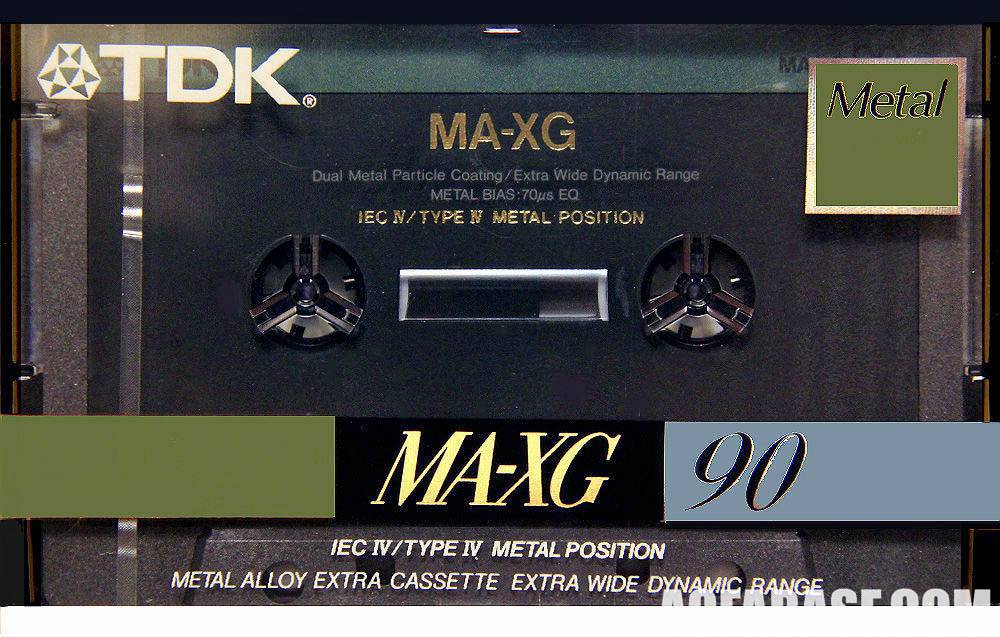 TDK®
MA
Metal
MA-XG
Dual Metal Particle Coating/Extra Wide Dynamic Range
METAL BIAS:70μs EQ
IEC IV/TYPE IV METAL POSITION
MA-XG
90
IEC IV/TYPE IV METAL POSITION
METAL ALLOY EXTRA CASSETTE EXTRA WIDE DYNAMIC RANGE